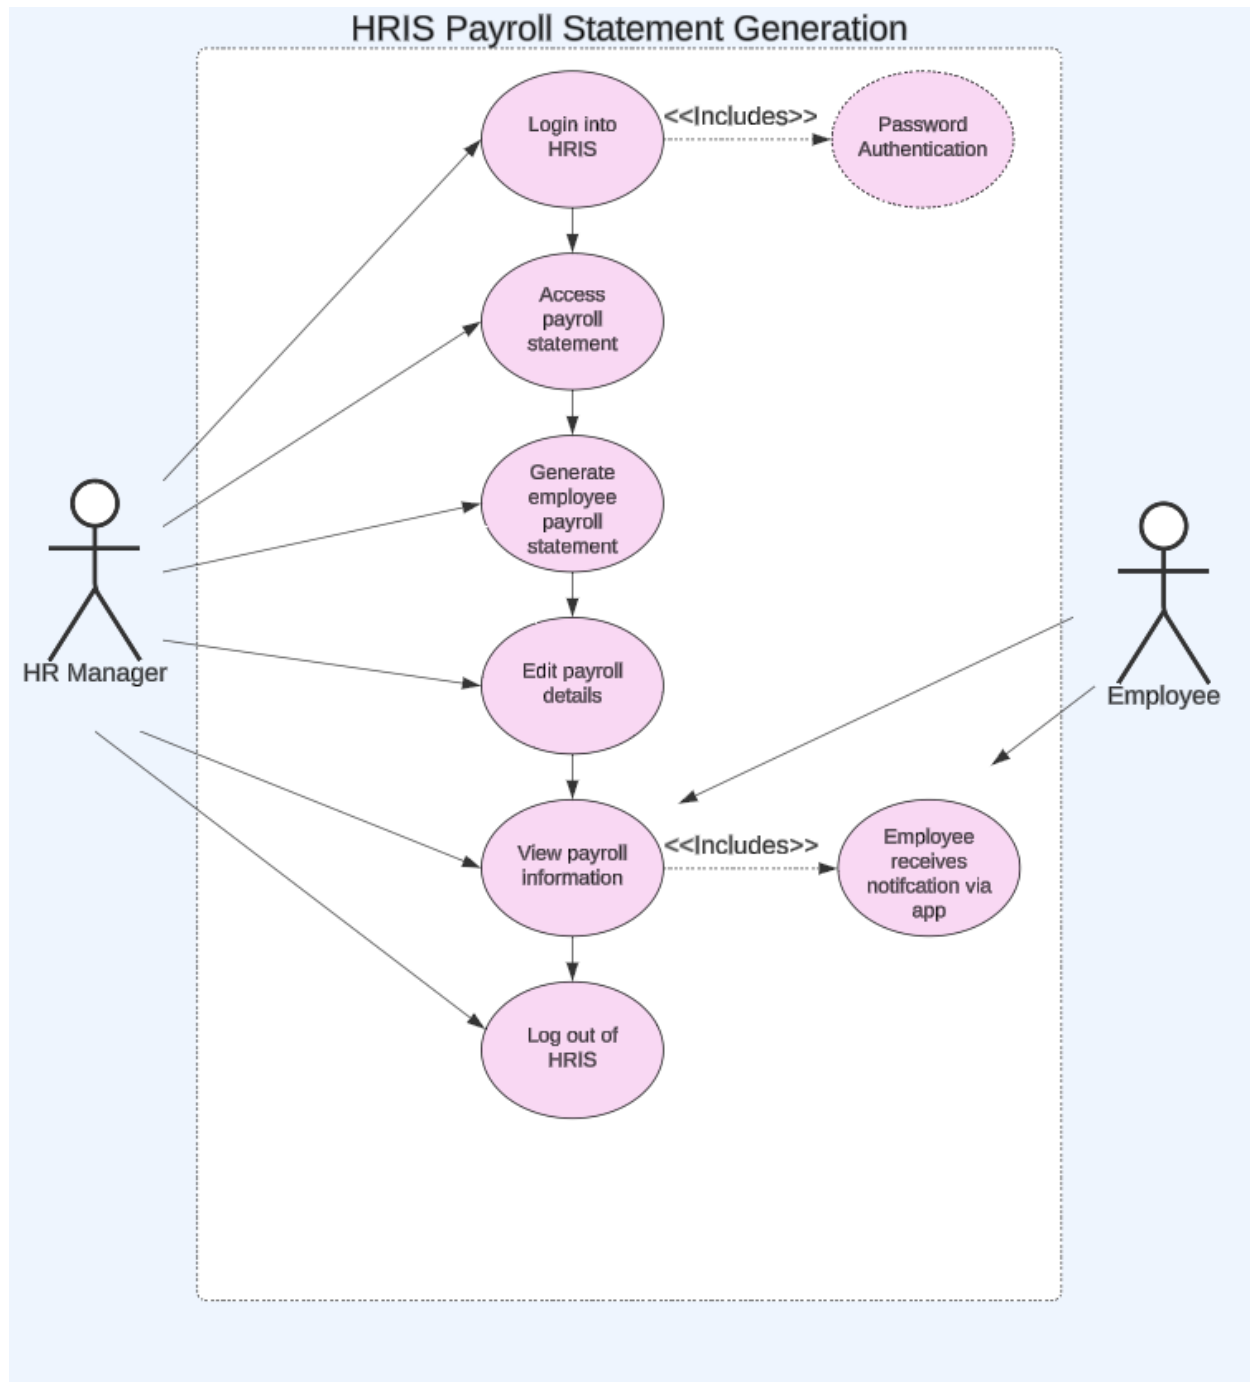 HRIS Payroll Statement Generation
Login into
HRIS
<<Includes>>
Password
Authentication
Access
payroll
statement
Generate
employee
payroll
statement
HR Manager
Edit payroll
details
Employee
View payroll
information
<<Includes>>
Employee
receives
notifcation via
app
Log out of
HRIS